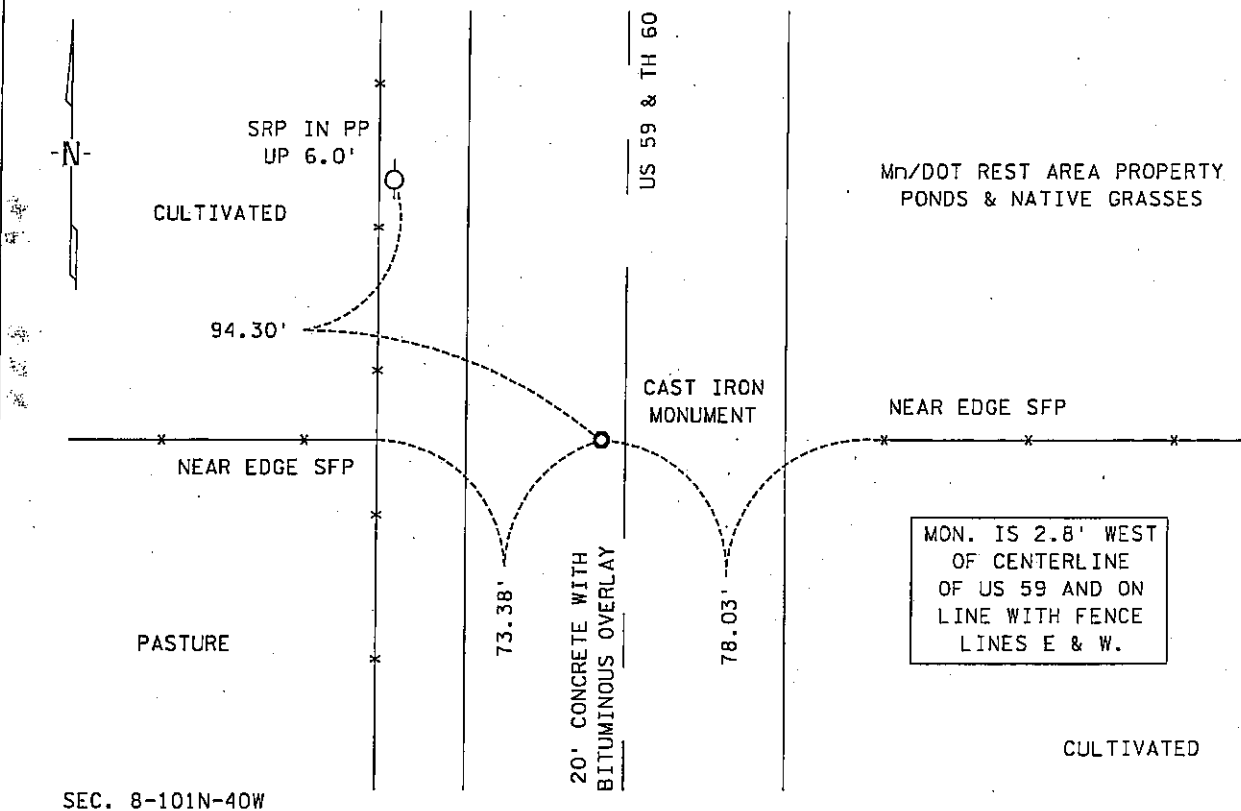 US 59 & TH 60
-N-
SRP IN PP
UP 6.0'
CULTIVATED
Mn/DOT REST AREA PROPERTY
PONDS & NATIVE GRASSES
94.30'
CAST IRON
MONUMENT
NEAR EDGE SFP
NEAR EDGE SFP
73.38'
20' CONCRETE WITH
BITUMINOUS OVERLAY
78.03'
MON. IS 2.8' WEST
OF CENTERLINE
OF US 59 AND ON
LINE WITH FENCE
LINES E & W.
PASTURE
CULTIVATED
SEC. 8-101N-40W